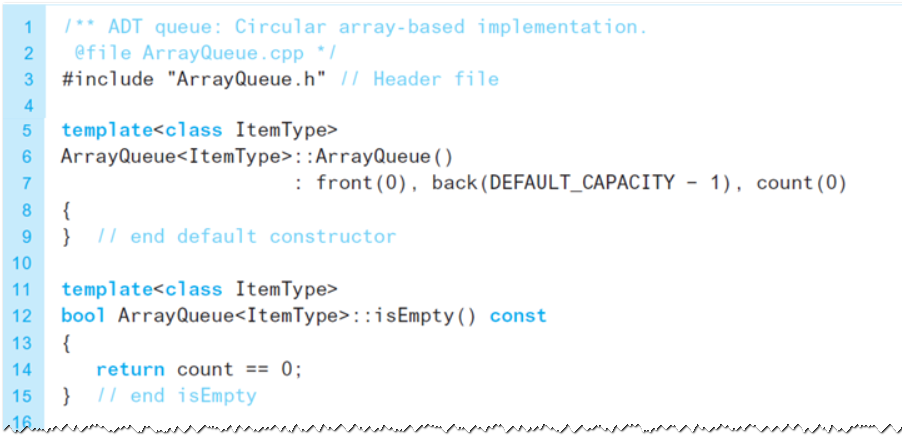 1 /** ADT queue: Circular array-based implementation.
2 @file ArrayQueue.cpp */
3 #include "ArrayQueue.h" // Header file
4
5 template<class ItemType>
6 ArrayQueue<ItemType>::ArrayQueue()
7 : front(0), back(DEFAULT_CAPACITY - 1), count(0)
8 {
9 } // end default constructor
10
11 template<class ItemType>
12 bool ArrayQueue<ItemType>::isEmpty() const
13 {
14 return count == 0;
15 } // end isEmpty
16